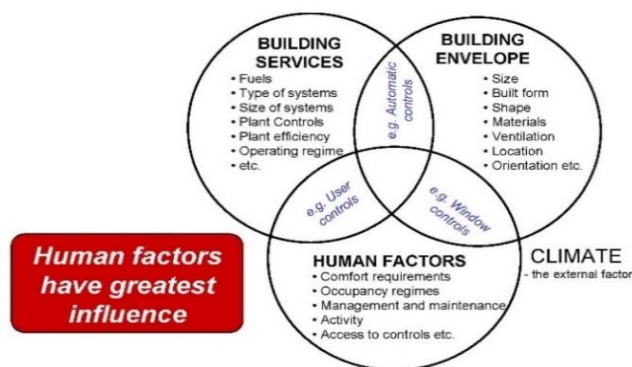 BUILDING
SERVICES
• Fuels
• Type of systems
• Size of systems
• Plant Controls
• Plant efficiency
• Operating regime
• etc.
BUILDING
ENVELOPE
• Size
• Built form
• Shape
• Materials
• Ventilation
• Location
• Orientation etc.
e.g. Automatic
controls
e.g. User
controls
e.g. Window
controls
HUMAN FACTORS
• Comfort requirements
• Occupancy regimes
• Management and maintenance
• Activity
• Access to controls etc.
CLIMATE
- the external factor
Human factors
have greatest
influence